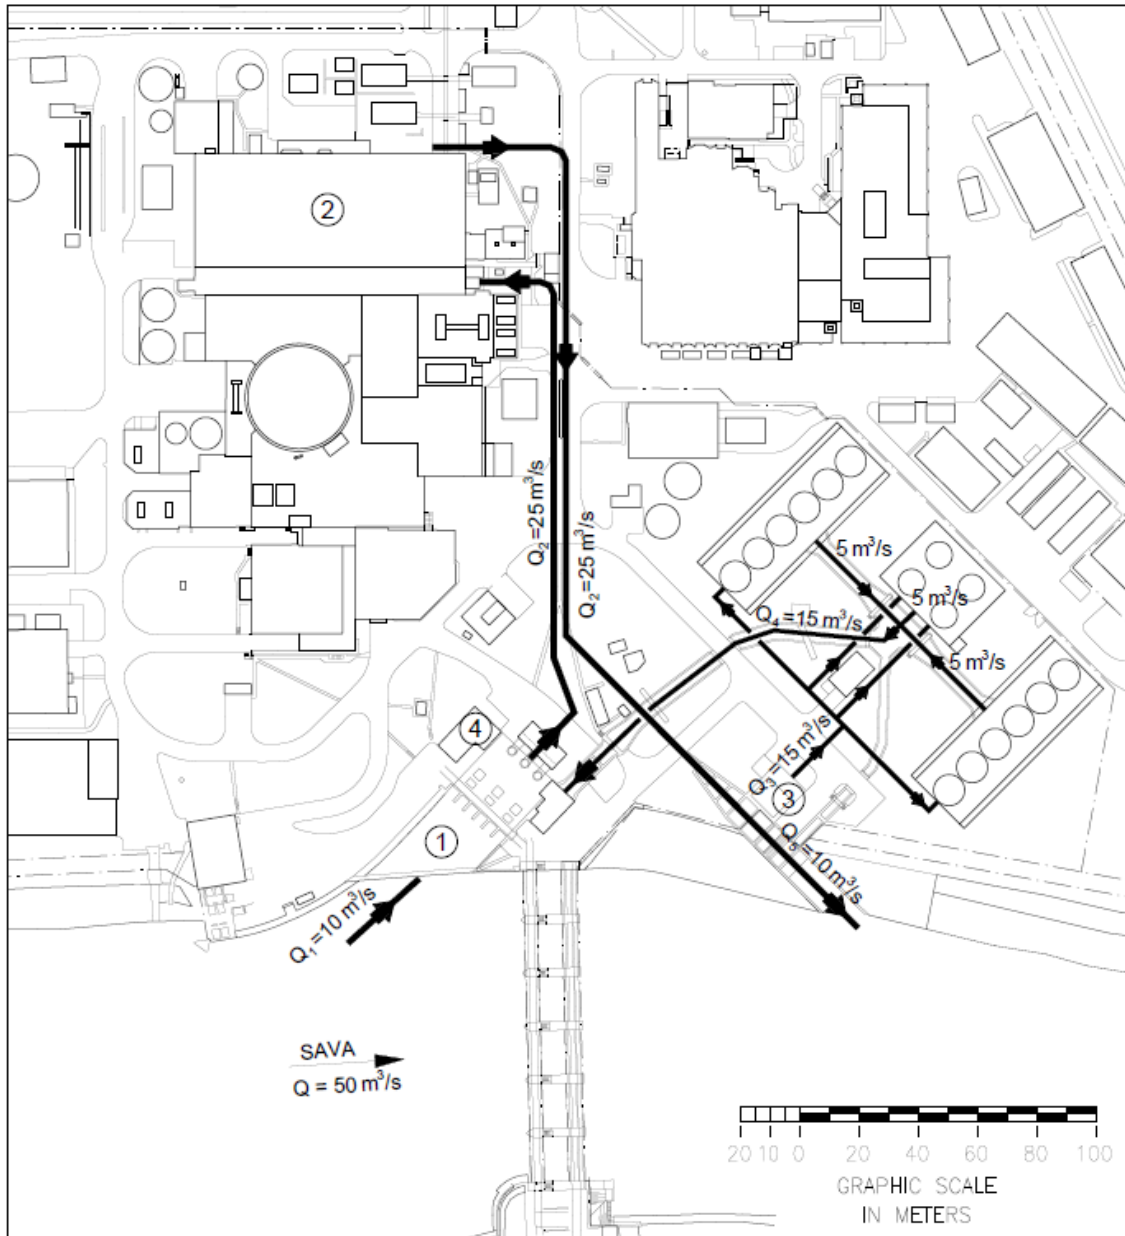 ②
Q₂=25 m³/s
Q₂=25 m³/s
5 m³/s
5 m³/s
Q₄=15 m³/s
5 m³/s
④
Q₃=15 m³/s
③
①
Q₅=10 m³/s
Q₁=10 m³/s
SAVA
Q = 50 m³/s
20 10 0 20 40 60 80 100
GRAPHIC SCALE
IN METERS